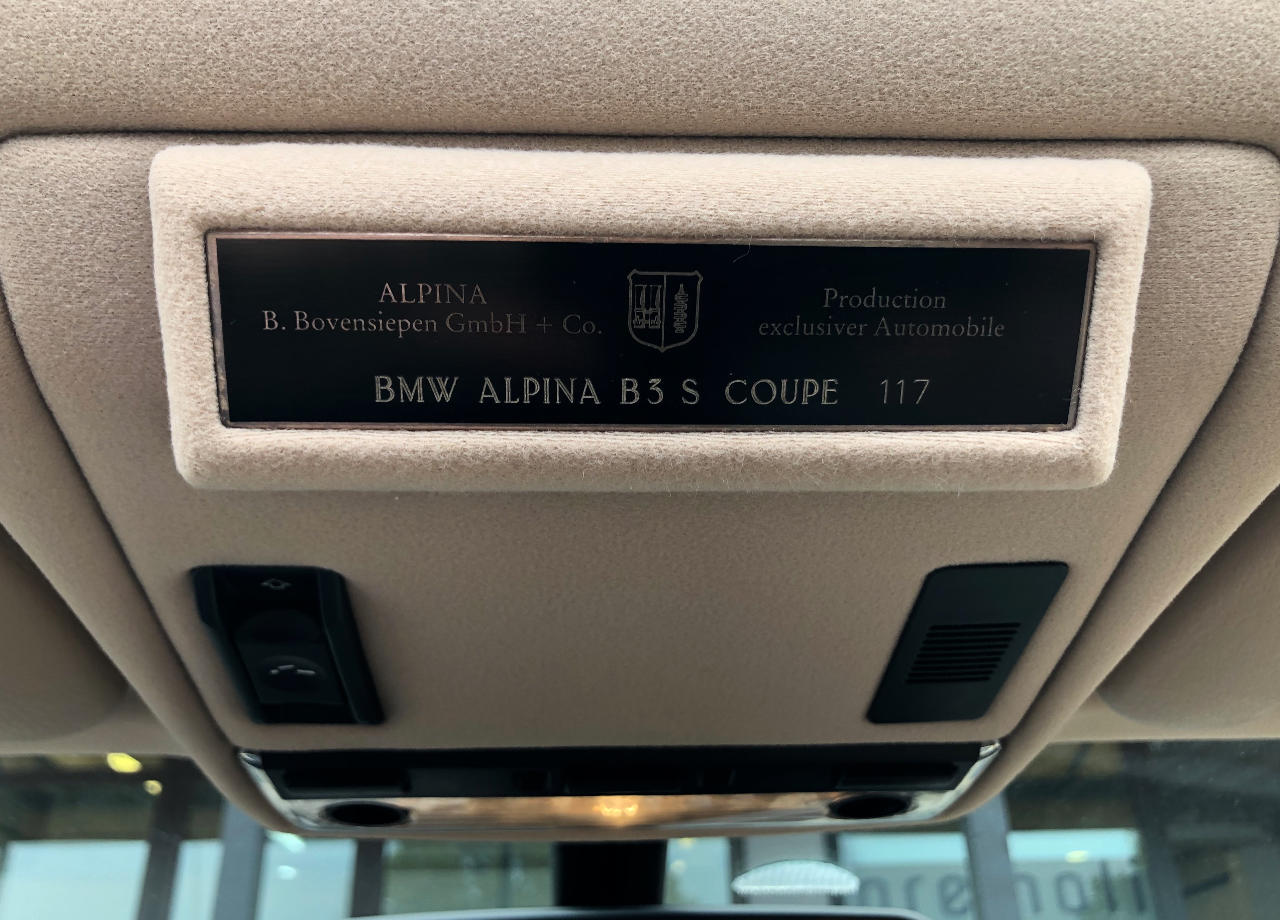 ALPINA
B. Bovensiepen GmbH + Co.
Production
exclusiver Automobile
BMW ALPINA B3 S COUPE 117